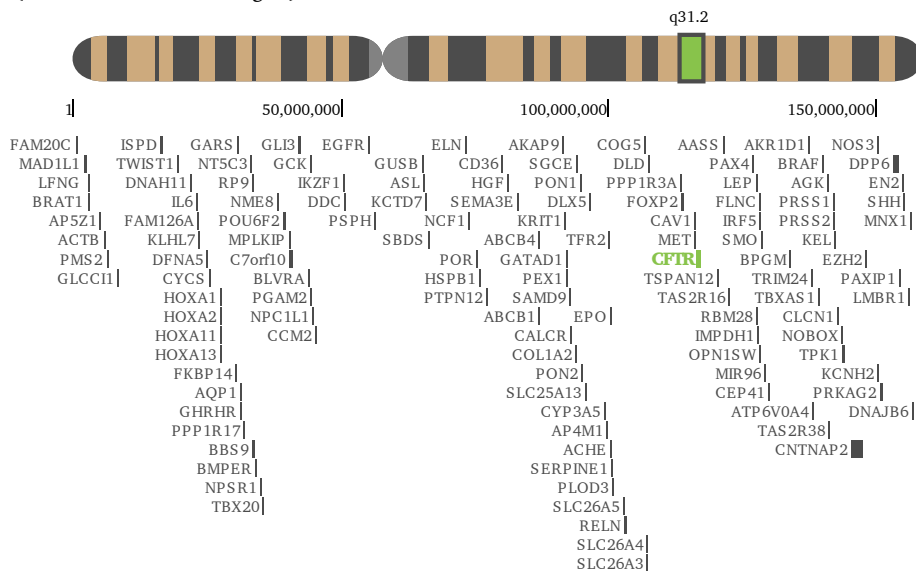 q31.2
1 50,000,000 100,000,000 150,000,000
FAM20C ISPD GARS GLI3 EGFR ELN AKAP9 COG5 AASS AKR1D1 NOS3
MAD1L1 TWIST1 NT5C3 GCK GUSB CD36 SGCE DLD PAX4 BRAF DPP6
LFNG DNAH11 RP9 IKZF1 ASL HGF PON1 PPP1R3A LEP AGK EN2
BRAT1 IL6 NME8 DDC KCTD7 SEMA3E DLX5 FOXP2 FLNC PRSS1 SHH
AP5Z1 FAM126A POU6F2 PSPH NCF1 KRIT1 CAV1 IRF5 PRSS2 MNX1
ACTB KLHL7 MPLKIP SBDS ABCB4 TFR2 MET SMO KEL
PMS2 DFNA5 C7orf10 POR GATAD1 CFTR BPGM EZH2
GLCCI1 CYCS BLVRA HSPB1 PEX1 TSPAN12 TRIM24 PAXIP1
HOXA1 PGAM2 PTPN12 SAMD9 TAS2R16 TBXAS1 LMBR1
HOXA2 NPC1L1 ABCB1 EPO RBM28 CLCN1
HOXA11 CCM2 CALCR IMPDH1 NOBOX
HOXA13 COL1A2 OPN1SW TPK1
FKBP14 PON2 MIR96 KCNH2
AQP1 SLC25A13 CEP41 PRKAG2
GHRHR CYP3A5 ATP6V0A4 DNAJB6
PPP1R17 AP4M1 TAS2R38
BBS9 ACHE CNTNAP2
BMPER SERPINE1
NPSR1 PLOD3
TBX20 SLC26A5
RELN
SLC26A4
SLC26A3